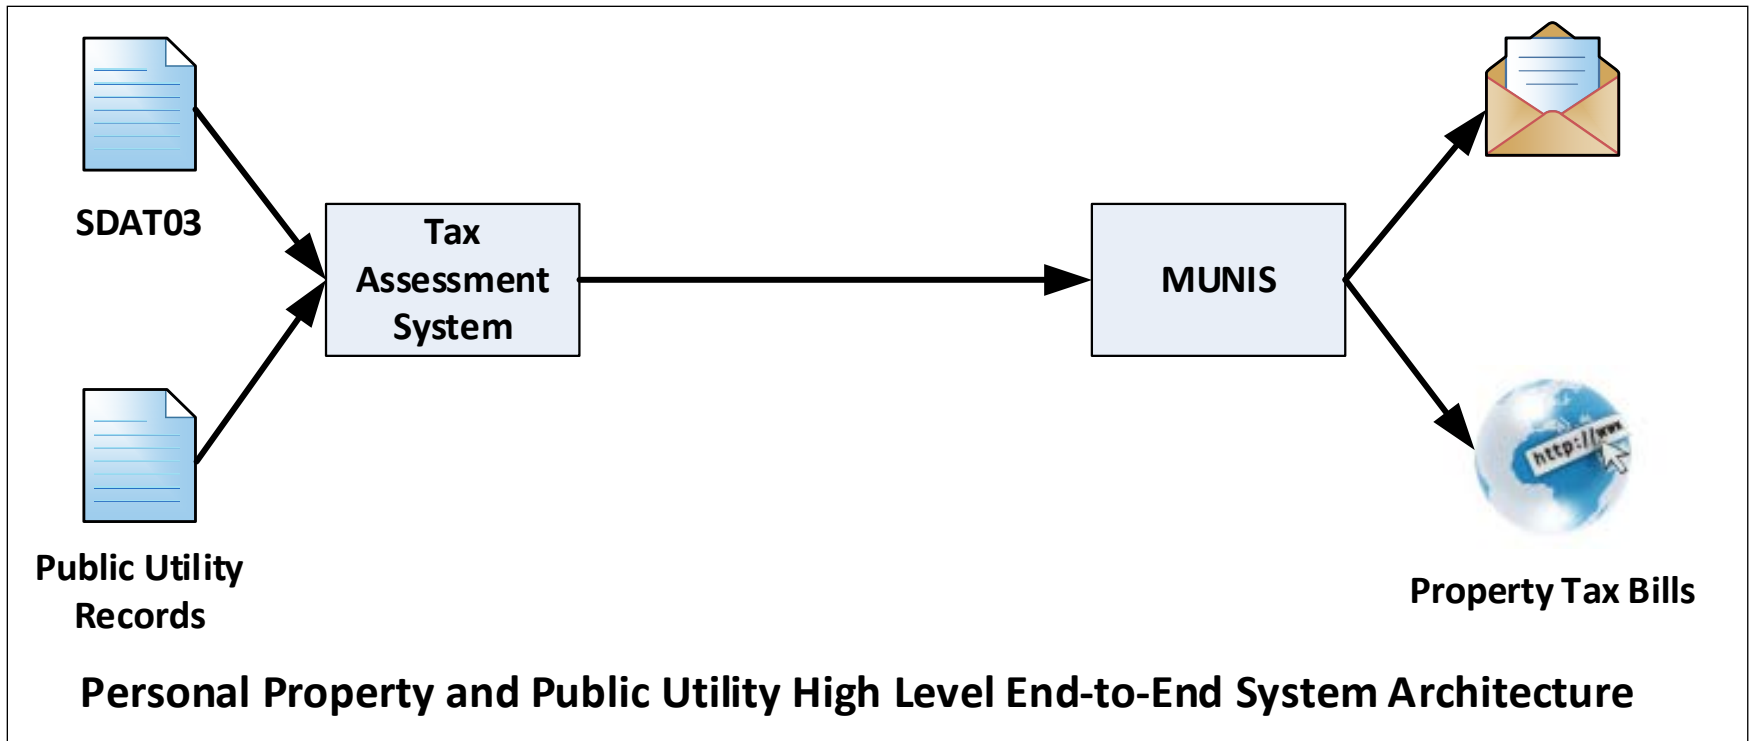 SDAT03
Public Utility
Records
Tax
Assessment
System
MUNIS
http://www
Property Tax Bills
Personal Property and Public Utility High Level End-to-End System Architecture